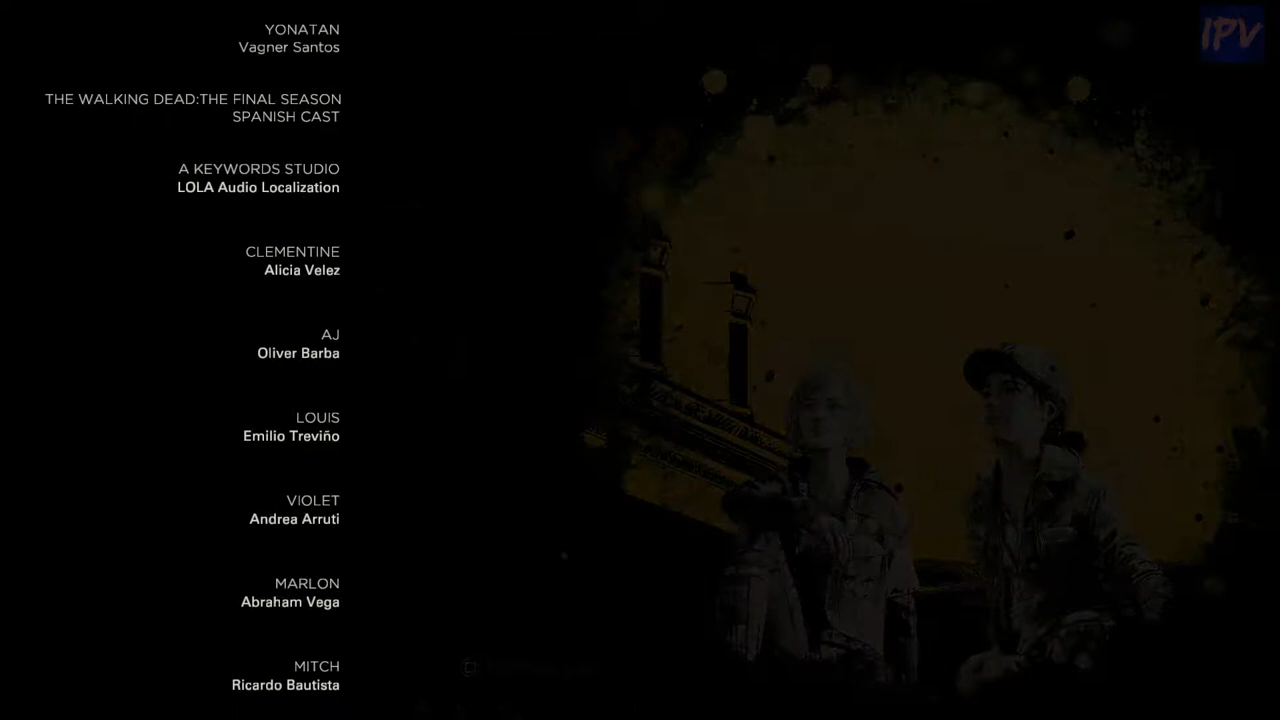 YONATAN
Vagner Santos
THE WALKING DEAD:THE FINAL SEASON
SPANISH CAST
A KEYWORDS STUDIO
LOLA Audio Localization
CLEMENTINE
Alicia Velez
AJ
Oliver Barba
LOUIS
Emilio Treviño
VIOLET
Andrea Arruti
MARLON
Abraham Vega
MITCH
Ricardo Bautista
IPV